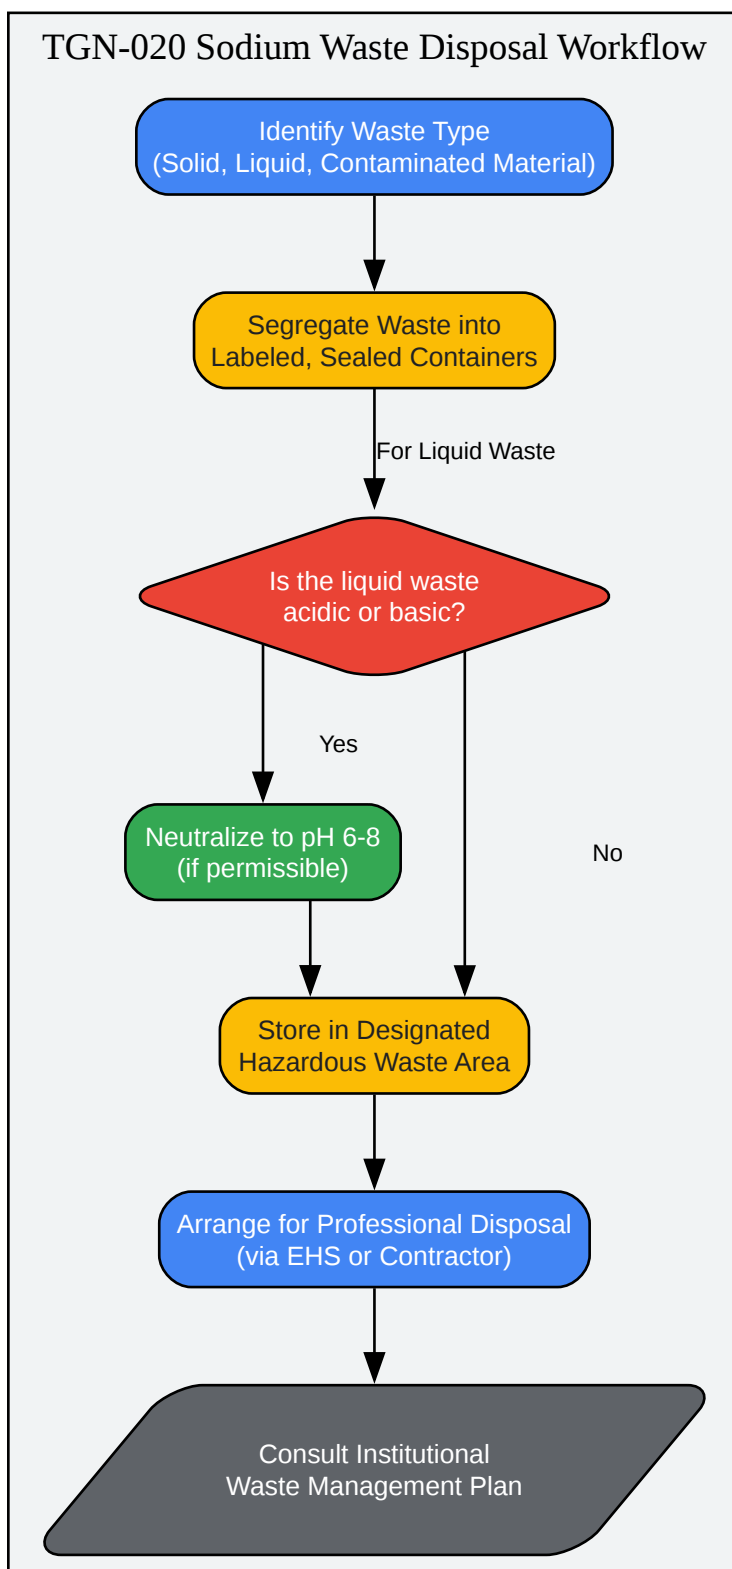 TGN-020 Sodium Waste Disposal Workflow
Identify Waste Type
(Solid, Liquid, Contaminated Material)
Segregate Waste into
Labeled, Sealed Containers
For Liquid Waste
Is the liquid waste
acidic or basic?
Yes
Neutralize to pH 6-8
(if permissible)
No
Store in Designated
Hazardous Waste Area
Arrange for Professional Disposal
(via EHS or Contractor)
Consult Institutional
Waste Management Plan